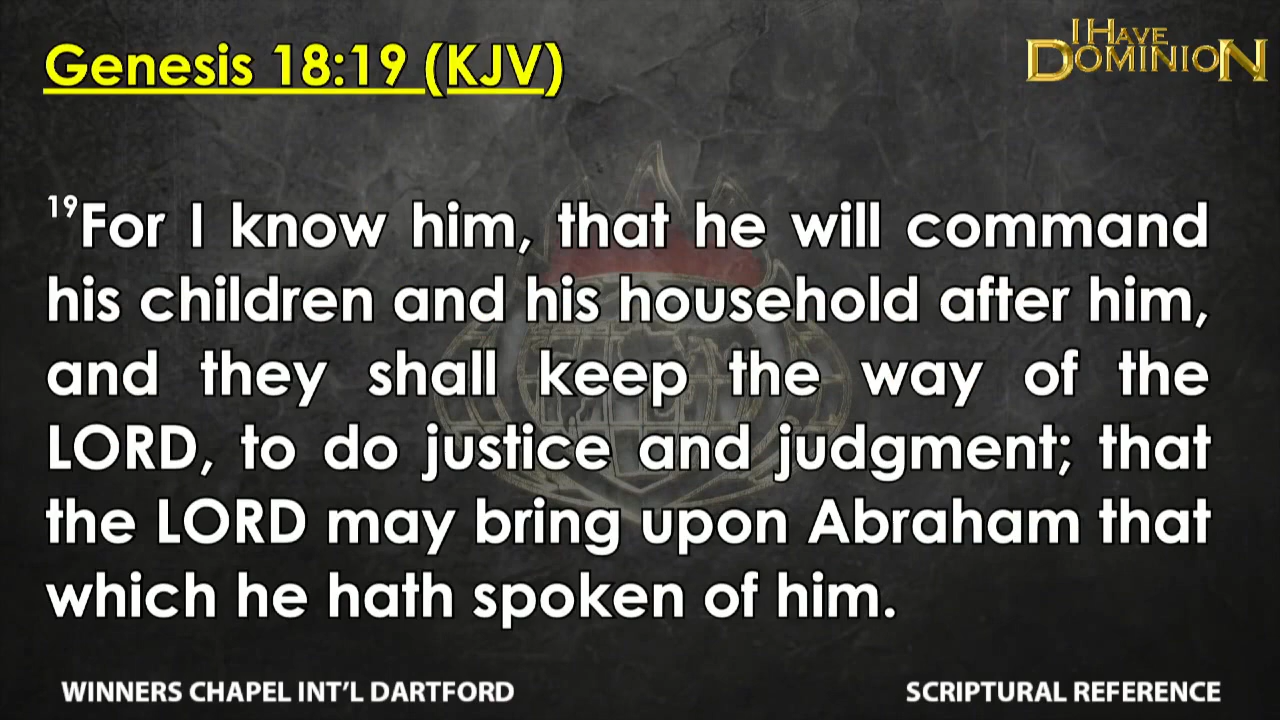 Genesis 18:19 (KJV)
I HAVE
DOMINION
19For I know him, that he will command
his children and his household after him,
and they shall keep the way of the
LORD, to do justice and judgment; that
the LORD may bring upon Abraham that
which he hath spoken of him.
WINNERS CHAPEL INT'L DARTFORD
SCRIPTURAL REFERENCE